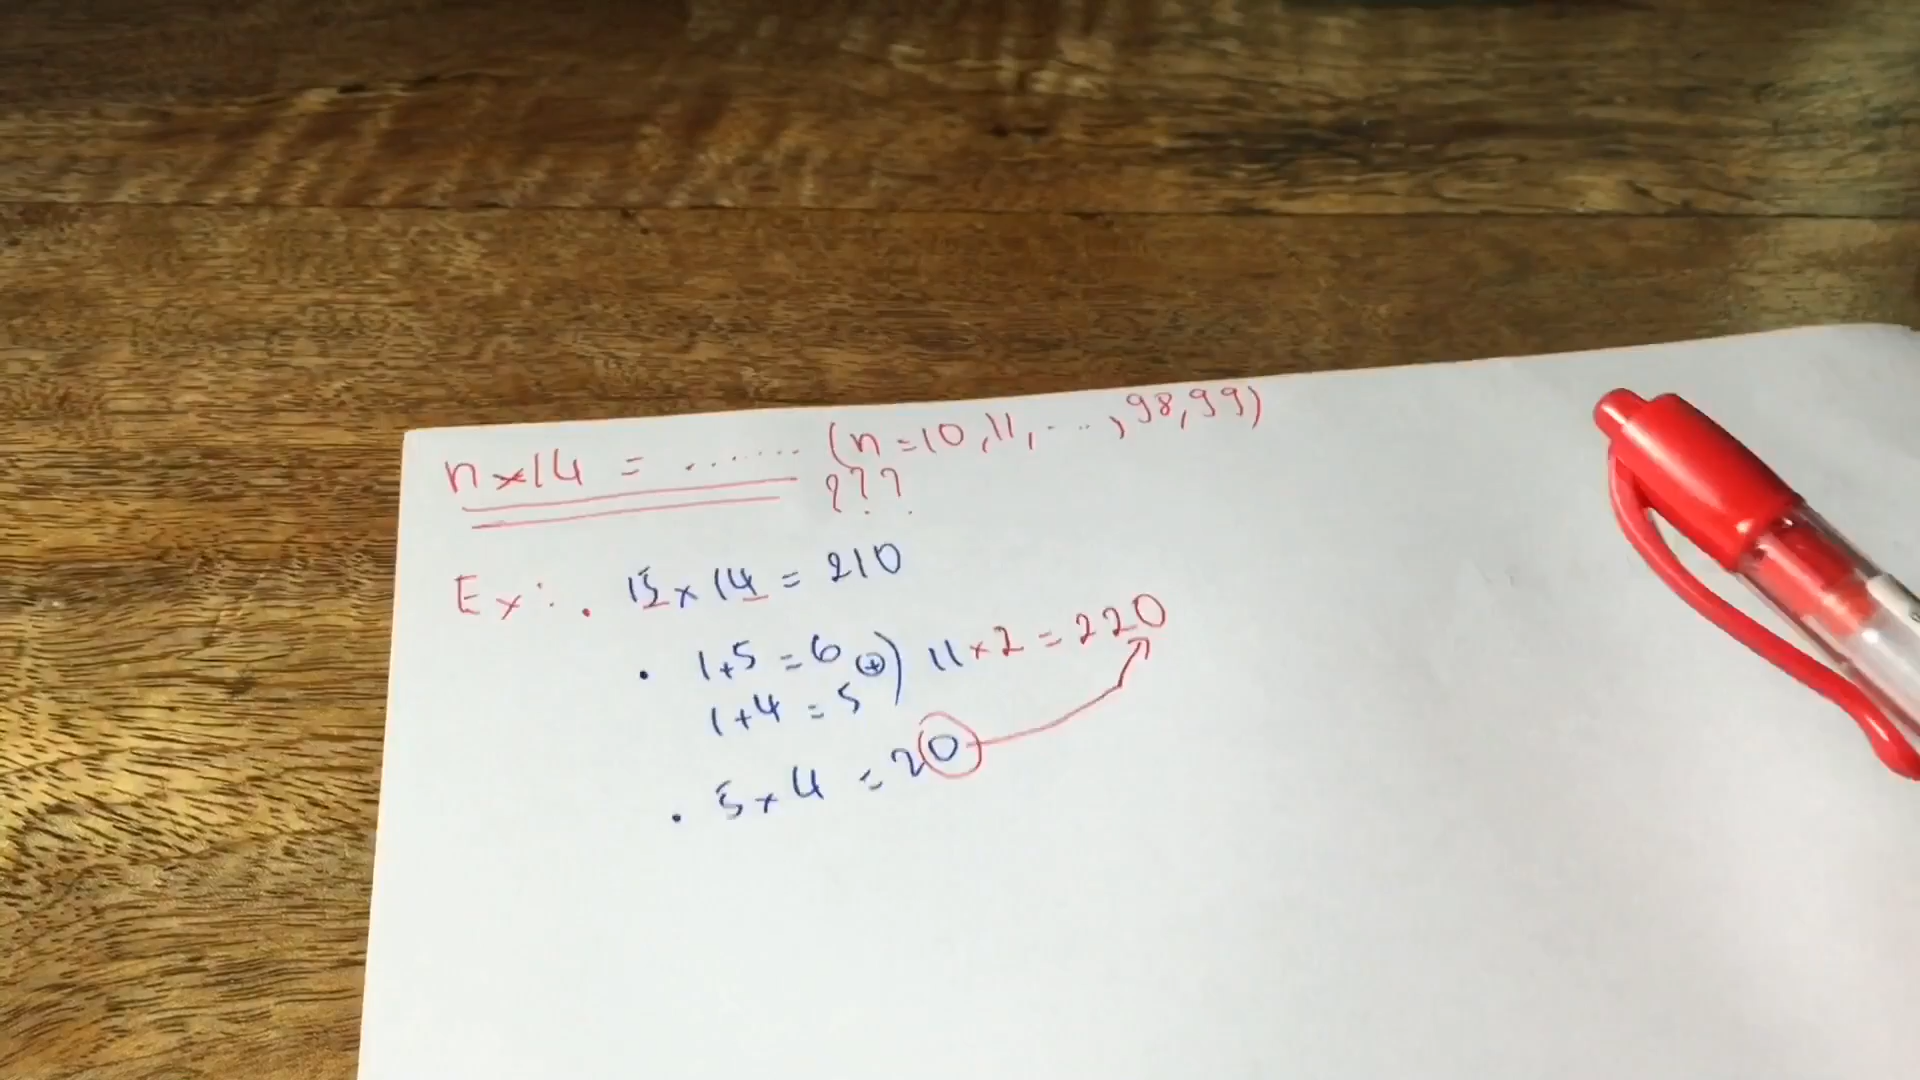 n×14 = ....... (n=10,11,...,98,99)
???
Ex: . 15×14 = 210
. 1+5=6 (+)) 11×2=220
1+4=5
. 5×4=20